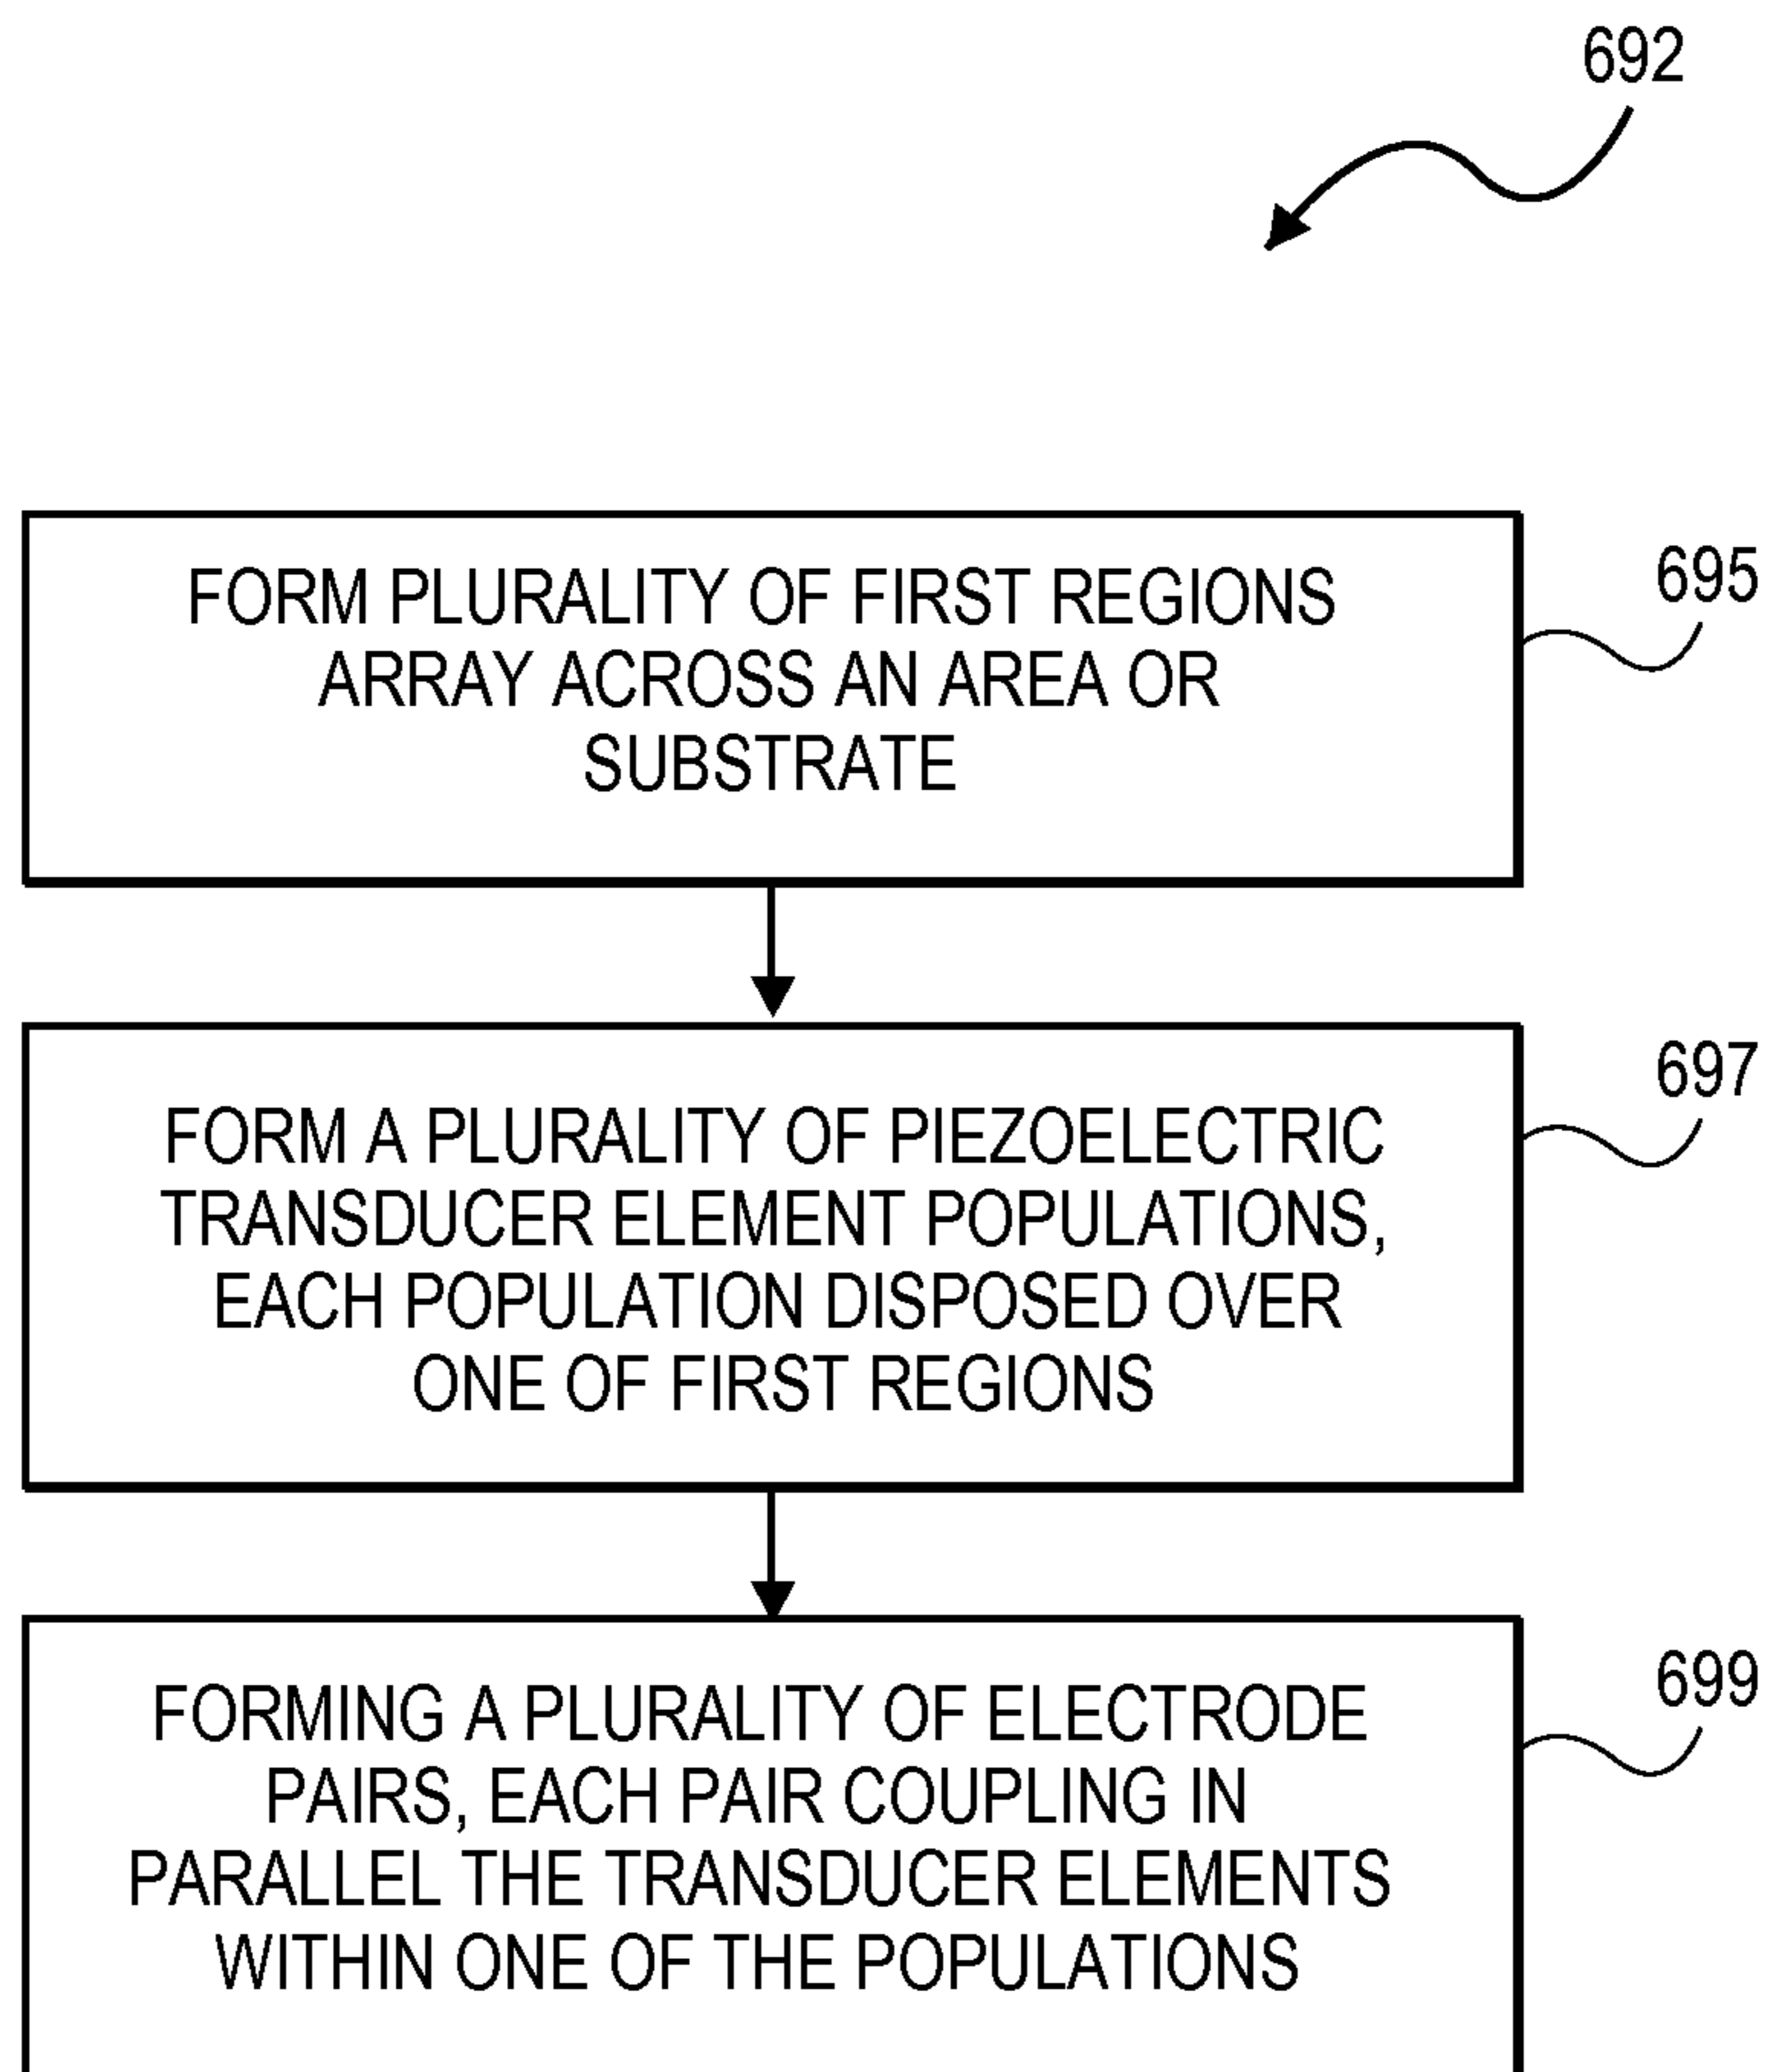 692
FORM PLURALITY OF FIRST REGIONS
ARRAY ACROSS AN AREA OR
SUBSTRATE
695
FORM A PLURALITY OF PIEZOELECTRIC
TRANSDUCER ELEMENT POPULATIONS,
EACH POPULATION DISPOSED OVER
ONE OF FIRST REGIONS
697
FORMING A PLURALITY OF ELECTRODE
PAIRS, EACH PAIR COUPLING IN
PARALLEL THE TRANSDUCER ELEMENTS
WITHIN ONE OF THE POPULATIONS
699